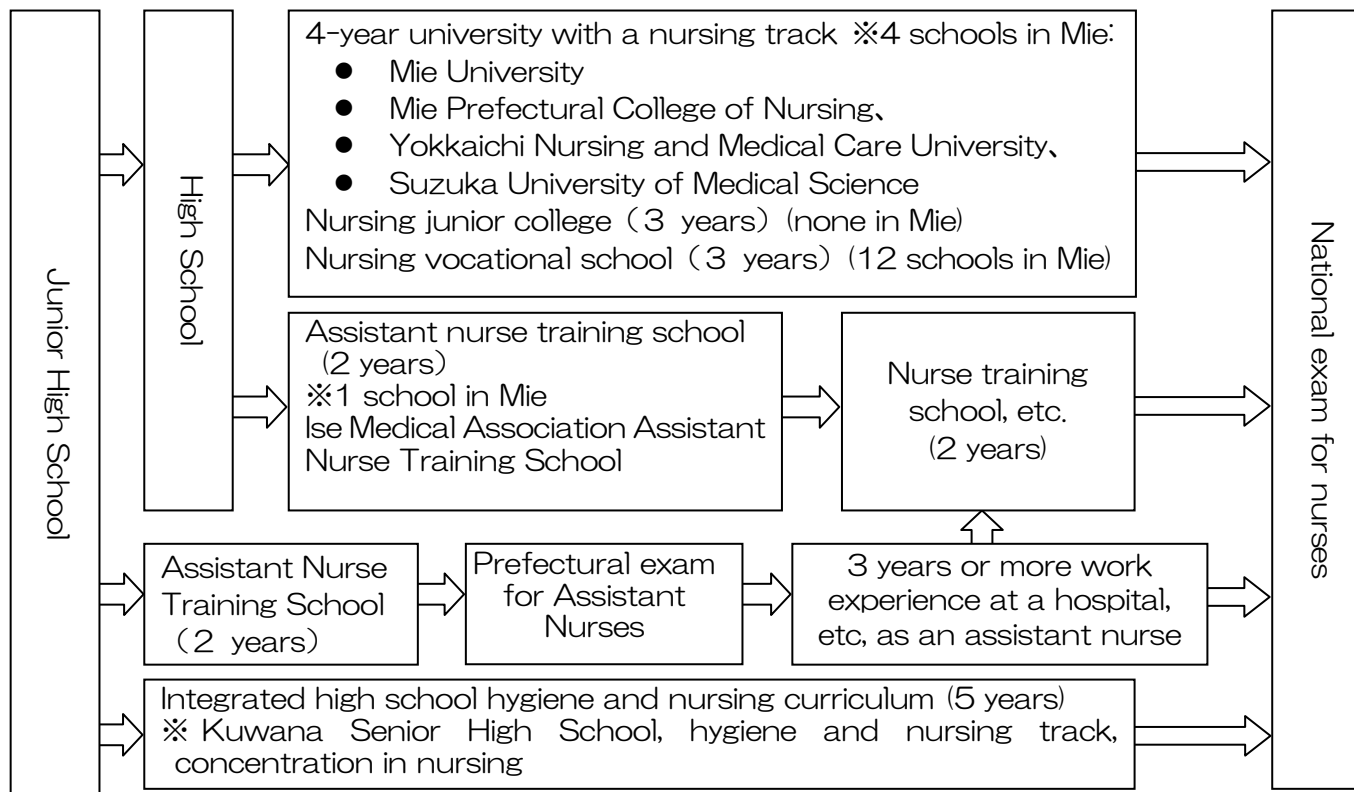 Junior High School
High School
4-year university with a nursing track ※4 schools in Mie:
● Mie University
● Mie Prefectural College of Nursing、
● Yokkaichi Nursing and Medical Care University、
● Suzuka University of Medical Science
Nursing junior college（3 years）(none in Mie)
Nursing vocational school（3 years）(12 schools in Mie)
Assistant nurse training school
(2 years)
※1 school in Mie
Ise Medical Association Assistant
Nurse Training School
Nurse training
school, etc.
(2 years)
Assistant Nurse
Training School
（2 years）
Prefectural exam
for Assistant
Nurses
3 years or more work
experience at a hospital,
etc, as an assistant nurse
Integrated high school hygiene and nursing curriculum (5 years)
※ Kuwana Senior High School, hygiene and nursing track,
concentration in nursing
National exam for nurses